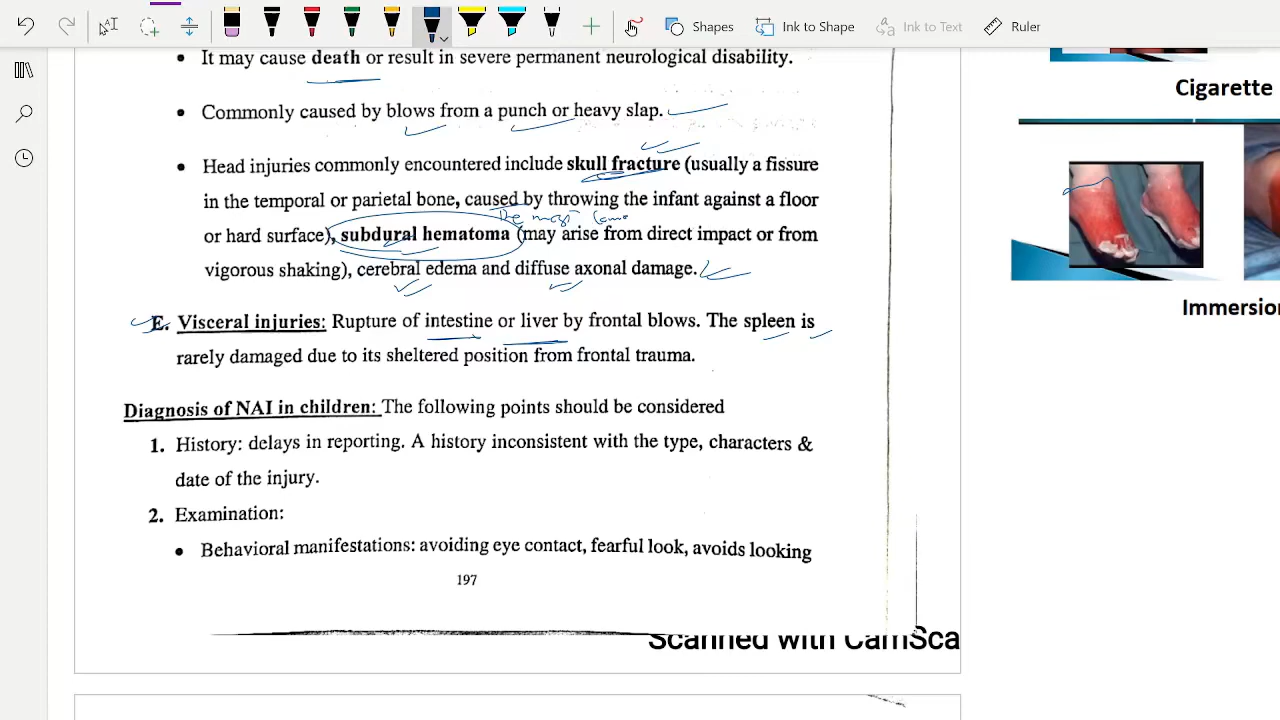 Shapes
Ink to Shape
Ink to Text
Ruler
• It may cause death or result in severe permanent neurological disability.
• Commonly caused by blows from a punch or heavy slap.
• Head injuries commonly encountered include skull fracture (usually a fissure
in the temporal or parietal bone, caused by throwing the infant against a floor
The most
or hard surface), subdural hematoma (may arise from direct impact or from
vigorous shaking), cerebral edema and diffuse axonal damage.
E. Visceral injuries: Rupture of intestine or liver by frontal blows. The spleen is
rarely damaged due to its sheltered position from frontal trauma.
Diagnosis of NAI in children: The following points should be considered
1. History: delays in reporting. A history inconsistent with the type, characters &
date of the injury.
2. Examination:
• Behavioral manifestations: avoiding eye contact, fearful look, avoids looking
197
Scanned with CamSca
Cigarette
Immersion